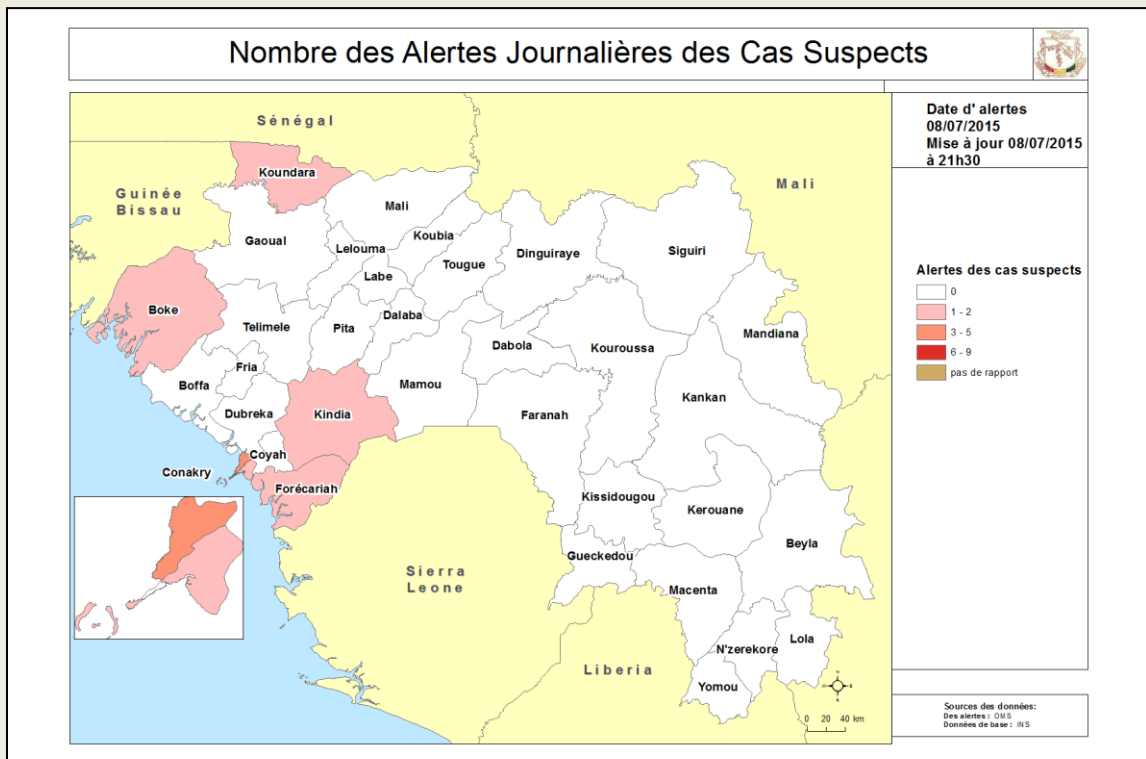 Nombre des Alertes Journalières des Cas Suspects
Date d' alertes
08/07/2015
Mise à jour 08/07/2015
à 21h30
Sénégal
Koundara
Guinée
Bissau
Mali
Mali
Gaoual
Koubia
Lelouma
Tougue
Dinguiraye
Siguiri
Labe
Boke
Telimele
Pita
Dalaba
Mandiana
Dabola
Kouroussa
Fria
Boffa
Mamou
Kankan
Dubreka
Kindia
Faranah
Coyah
Conakry
Forécariah
Kissidougou
Kerouane
Beyla
Gueckedou
Sierra
Leone
Macenta
Lola
N'zerekore
Liberia
Yomou
0 20 40 km
Alertes des cas suspects
0
1 - 2
3 - 5
6 - 9
pas de rapport
Sources des données:
Des alertes : OMS
Données de base : INS